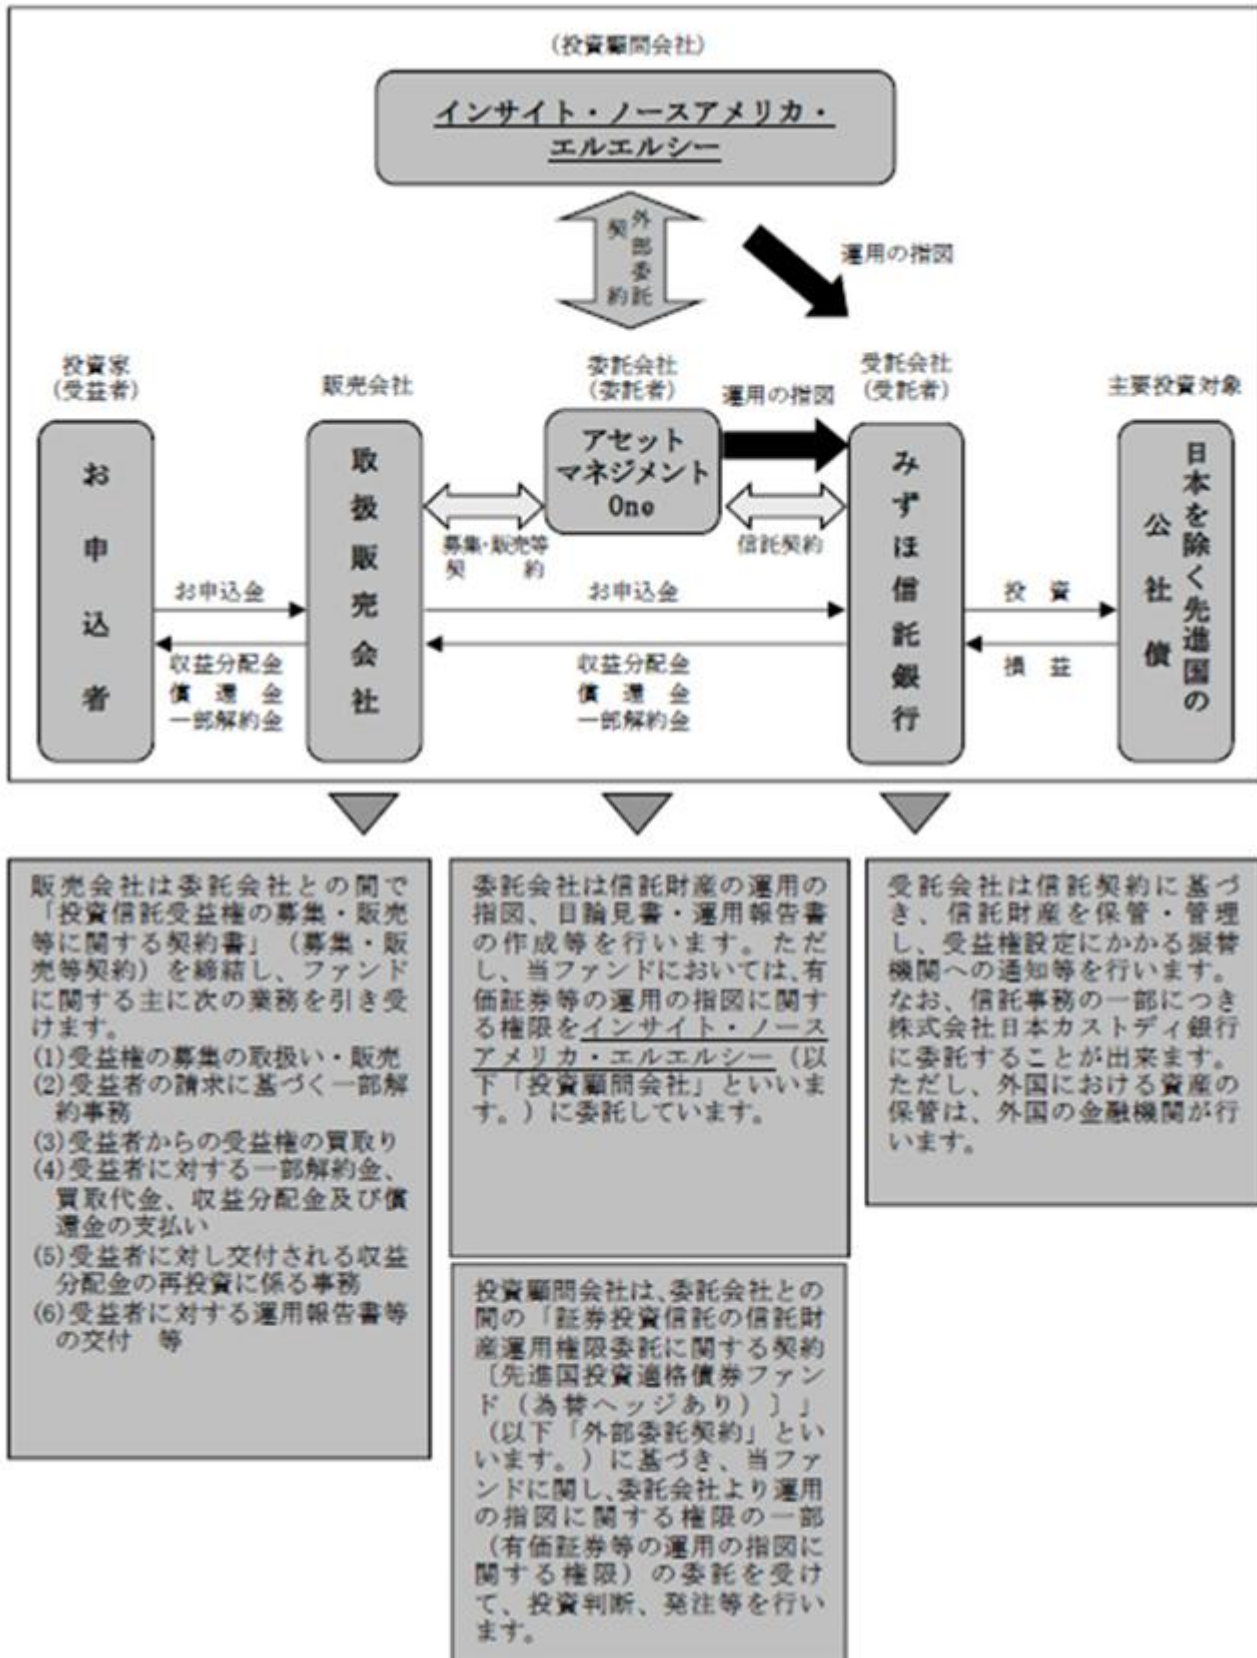 (投資顧問会社)
インサイト・ノースアメリカ・
エルエルシー
外部委託
契約
運用の指図
投資家
(受益者)
販売会社
委託会社
(委託者)
運用の指図
受託会社
(受託者)
主要投資対象
お申込者
取扱販売会社
アセット
マネジメント
One
みずほ信託銀行
日本を除く先進国の
公社債
募集・販売等
契約
信託契約
お申込金
お申込金
投資
収益分配金
償還金
一部解約金
収益分配金
償還金
一部解約金
損益
販売会社は委託会社との間で
「投資信託受益権の募集・販売
等に関する契約書」(募集・販
売等契約)を締結し、ファンド
に関する主に次の業務を引き受
けます。
(1)受益権の募集の取扱い・販売
(2)受益者の請求に基づく一部解
約事務
(3)受益者からの受益権の買取り
(4)受益者に対する一部解約金、
買取代金、収益分配金及び償
還金の支払い
(5)受益者に対し交付される収益
分配金の再投資に係る事務
(6)受益者に対する運用報告書等
の交付 等
委託会社は信託財産の運用の
指図、目論見書・運用報告書
の作成等を行います。ただ
し、当ファンドにおいては、有
価証券等の運用の指図に関す
る権限をインサイト・ノース
アメリカ・エルエルシー(以
下「投資顧問会社」といいま
す。)に委託しています。
投資顧問会社は、委託会社との
間の「証券投資信託の信託財
産運用権限委託に関する契約
〔先進国投資適格債券ファン
ド(為替ヘッジあり)〕」
(以下「外部委託契約」とい
います。)に基づき、当ファ
ンドに関し、委託会社より運用
の指図に関する権限の一部
(有価証券等の運用の指図に
関する権限)の委託を受け
て、投資判断、発注等を行い
ます。
受託会社は信託契約に基づ
き、信託財産を保管・管理
し、受益権設定にかかる振替
機関への通知等を行います。
なお、信託事務の一部につき
株式会社日本カストディ銀行
に委託することが出来ます。
ただし、外国における資産の
保管は、外国の金融機関が行
います。